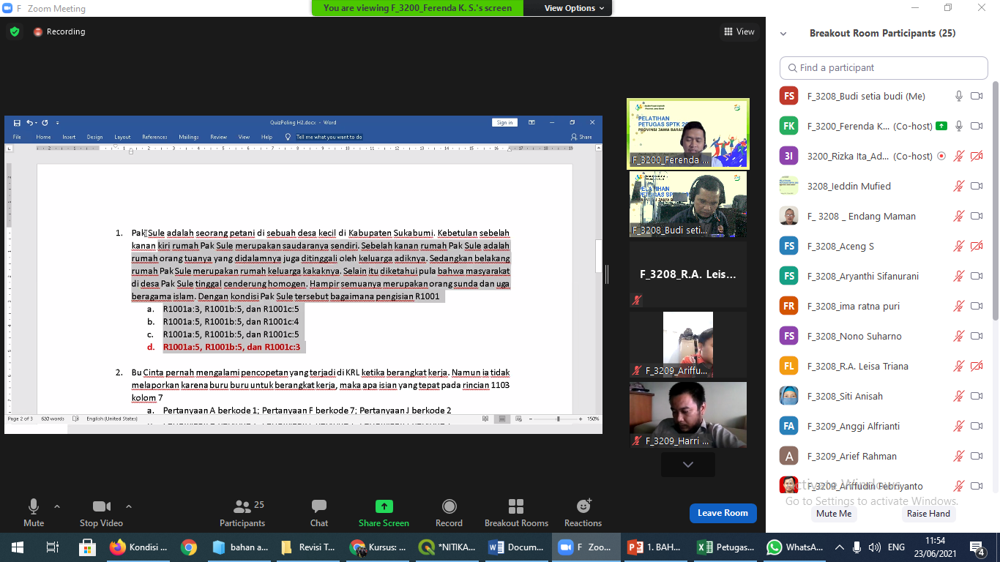 F Zoom Meeting
You are viewing F_3200_Ferenda K. S.'s screen
View Options
Recording
View
QuizPoling H2.docx - Word
Sign in
File Home Insert Design Layout References Mailings Review View Help Tell me what you want to do
Share
1. Pak Sule adalah seorang petani di sebuah desa kecil di Kabupaten Sukabumi. Kebetulan sebelah
kanan kiri rumah Pak Sule merupakan saudaranya sendiri. Sebelah kanan rumah Pak Sule adalah
rumah orang tuanya yang didalamnya juga ditinggali oleh keluarga adiknya. Sedangkan belakang
rumah Pak Sule merupakan rumah keluarga kakaknya. Selain itu diketahui pula bahwa masyarakat
di desa Pak Sule tinggal cenderung homogen. Hampir semuanya merupakan orang sunda dan uga
beragama islam. Dengan kondisi Pak Sule tersebut bagaimana pengisian R1001
a. R1001a:3, R1001b:5, dan R1001c:5
b. R1001a:5, R1001b:5, dan R1001c:4
c. R1001a:5, R1001b:5, dan R1001c:5
d. R1001a:5, R1001b:5, dan R1001c:3
2. Bu Cinta pernah mengalami pencopetan yang terjadi di KRL ketika berangkat kerja. Namun ia tidak
melaporkan karena buru buru untuk berangkat kerja, maka apa isian yang tepat pada rincian 1103
kolom 7
a. Pertanyaan A berkode 1; Pertanyaan F berkode 7; Pertanyaan J berkode 2
Page 2 of 3 620 words English (United States)
150%
PELATIHAN
PETUGAS SPTK 20
PROVINSI JAWA BARAT
F_3200_Ferenda ...
PELATIHAN
F_3208_Budi seti...
F_3208_R.A. Leis...
F_3209_Ariffu...
F_3209_Harri ...
Breakout Room Participants (25)
Find a participant
FS F_3208_Budi setia budi (Me)
FK F_3200_Ferenda K... (Co-host)
3I 3200_Rizka Ita_Ad... (Co-host)
3208_Ieddin Mufied
F_ 3208 _ Endang Maman
FS F_3208_Aceng S
FS F_3208_Aryanthi Sifanurani
FR F_3208_ima ratna puri
FS F_3208_Nono Suharno
FL F_3208_R.A. Leisa Triana
F_3208_Siti Anisah
FA F_3209_Anggi Alfrianti
A F_3209_Arief Rahman
F_3209_Ariffudin Febriyanto
Activate Windows
Go to Settings to activate Windows.
Mute Me
Raise Hand
Mute
Stop Video
25
Participants
Chat
Share Screen
Record
Breakout Rooms
Reactions
Leave Room
Kondisi ...
bahan a...
Revisi T...
Kursus: ...
*NITIKA...
Docum...
F Zoo...
1. BAH...
Petugas...
WhatsA...
ENG
11:54
23/06/2021
4